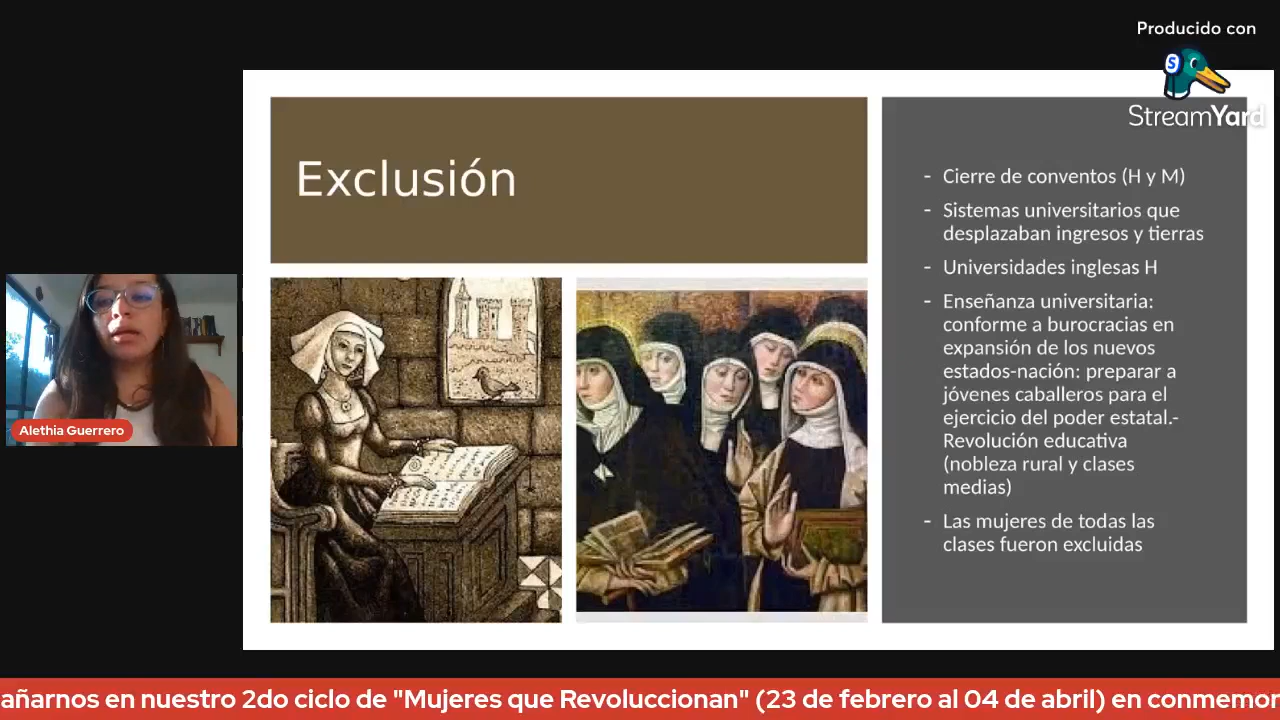 Producido con
StreamYard
Exclusión
- Cierre de conventos (H y M)
- Sistemas universitarios que
desplazaban ingresos y tierras
- Universidades inglesas H
- Enseñanza universitaria:
conforme a burocracias en
expansión de los nuevos
estados-nación: preparar a
jóvenes caballeros para el
ejercicio del poder estatal.-
Revolución educativa
(nobleza rural y clases
medias)
- Las mujeres de todas las
clases fueron excluidas
Alethia Guerrero
añarnos en nuestro 2do ciclo de "Mujeres que Revoluccionan" (23 de febrero al 04 de abril) en conmemor